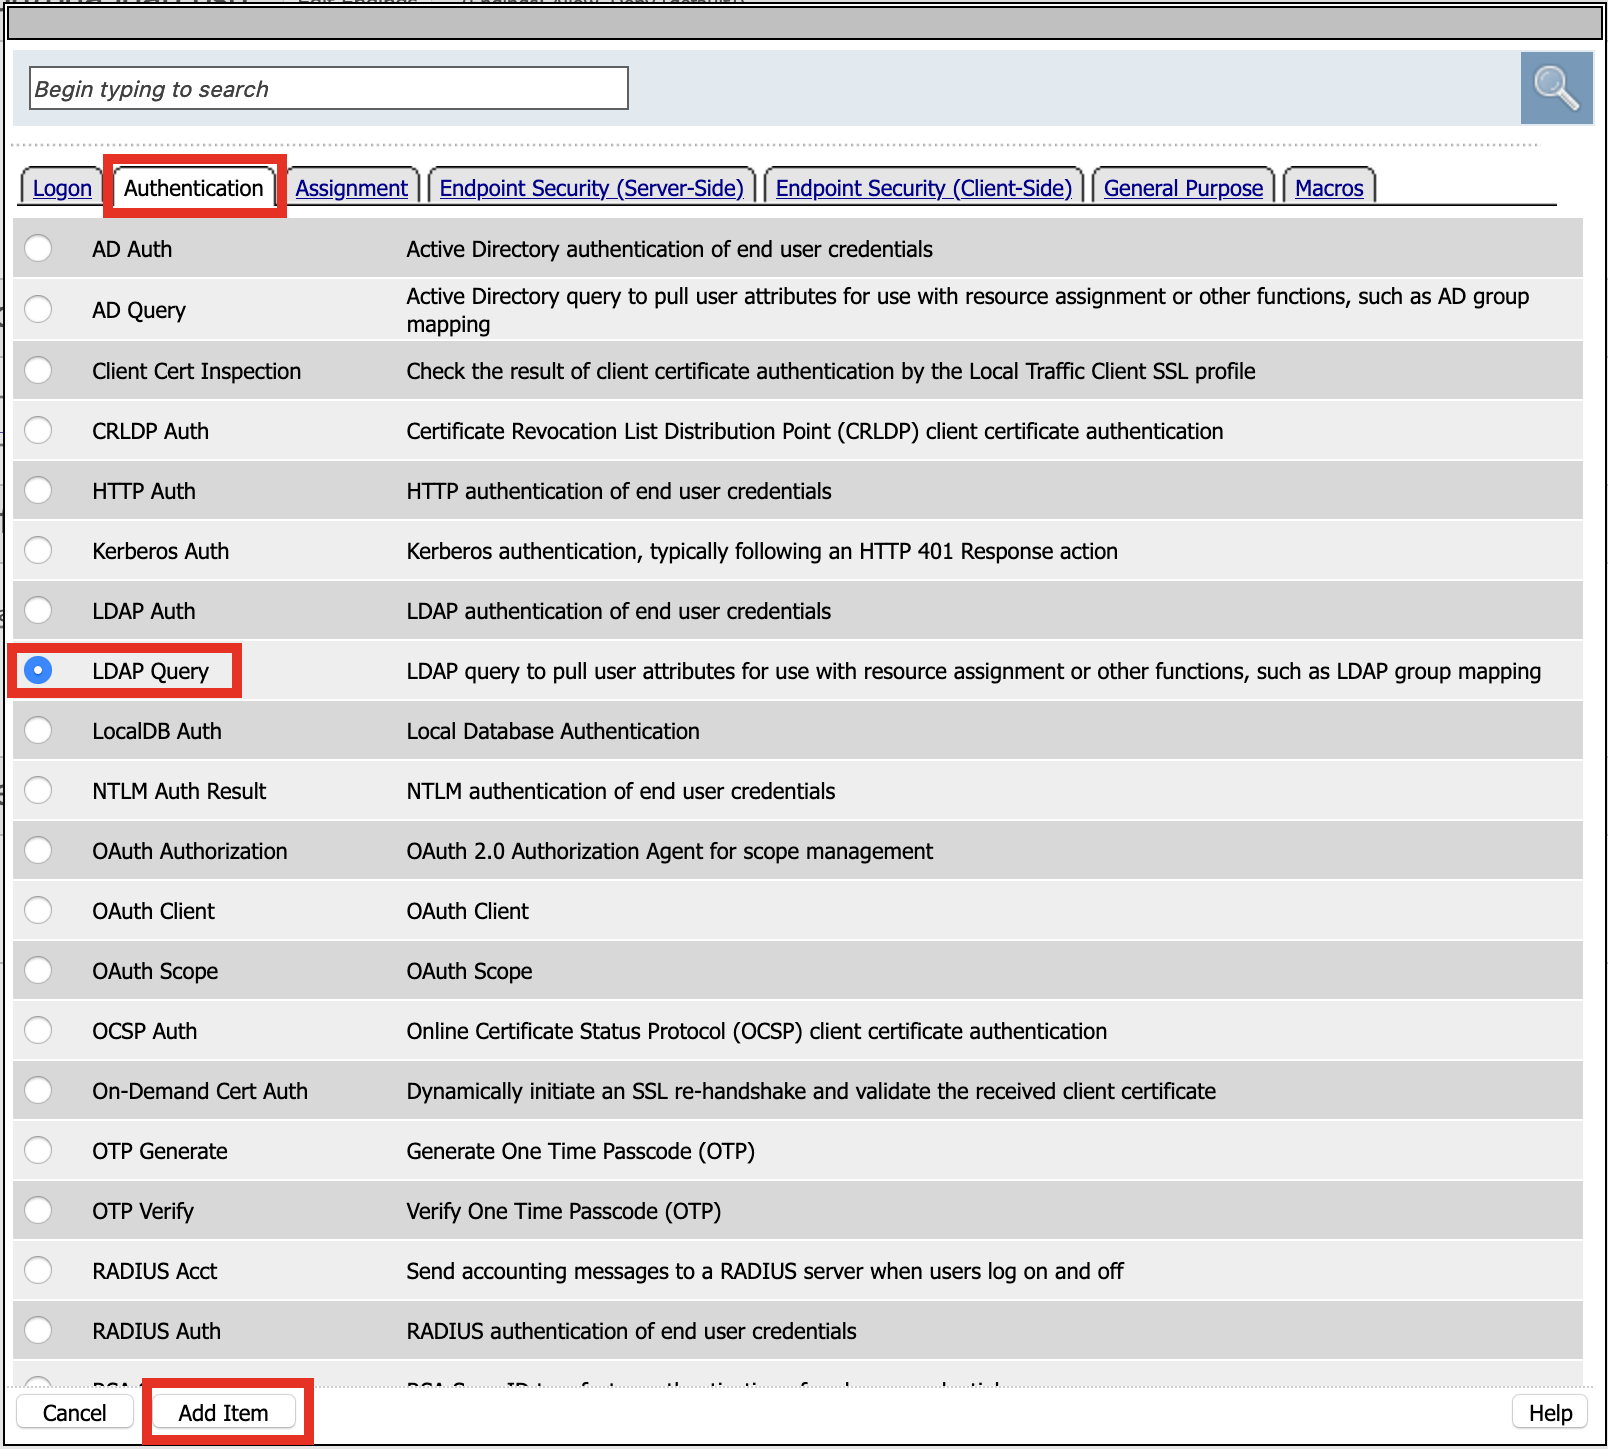 Begin typing to search
Logon Authentication Assignment Endpoint Security (Server-Side) Endpoint Security (Client-Side) General Purpose Macros
AD Auth Active Directory authentication of end user credentials
AD Query Active Directory query to pull user attributes for use with resource assignment or other functions, such as AD group
mapping
Client Cert Inspection Check the result of client certificate authentication by the Local Traffic Client SSL profile
CRLDP Auth Certificate Revocation List Distribution Point (CRLDP) client certificate authentication
HTTP Auth HTTP authentication of end user credentials
Kerberos Auth Kerberos authentication, typically following an HTTP 401 Response action
LDAP Auth LDAP authentication of end user credentials
LDAP Query LDAP query to pull user attributes for use with resource assignment or other functions, such as LDAP group mapping
LocalDB Auth Local Database Authentication
NTLM Auth Result NTLM authentication of end user credentials
OAuth Authorization OAuth 2.0 Authorization Agent for scope management
OAuth Client OAuth Client
OAuth Scope OAuth Scope
OCSP Auth Online Certificate Status Protocol (OCSP) client certificate authentication
On-Demand Cert Auth Dynamically initiate an SSL re-handshake and validate the received client certificate
OTP Generate Generate One Time Passcode (OTP)
OTP Verify Verify One Time Passcode (OTP)
RADIUS Acct Send accounting messages to a RADIUS server when users log on and off
RADIUS Auth RADIUS authentication of end user credentials
Cancel Add Item Help